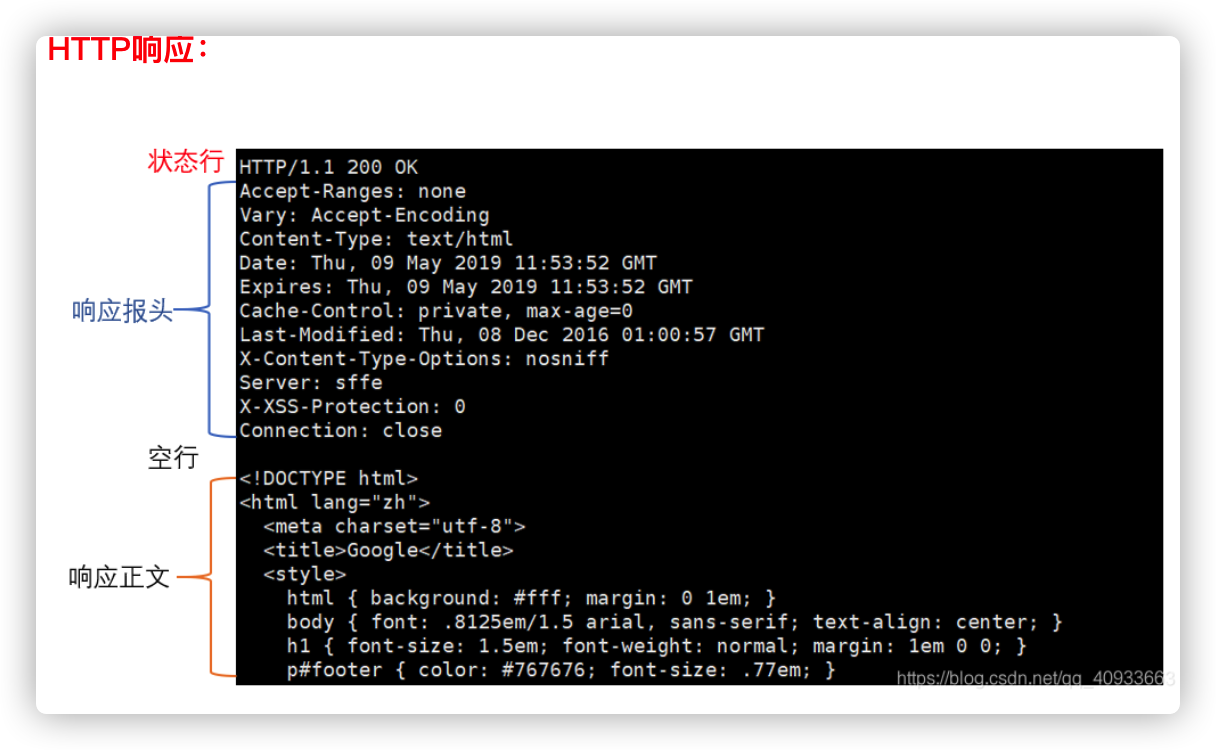 HTTP响应：
状态行
HTTP/1.1 200 OK
Accept-Ranges: none
Vary: Accept-Encoding
Content-Type: text/html
Date: Thu, 09 May 2019 11:53:52 GMT
Expires: Thu, 09 May 2019 11:53:52 GMT
响应报头
Cache-Control: private, max-age=0
Last-Modified: Thu, 08 Dec 2016 01:00:57 GMT
X-Content-Type-Options: nosniff
Server: sffe
X-XSS-Protection: 0
Connection: close
空行
<!DOCTYPE html>
<html lang="zh">
  <meta charset="utf-8">
  <title>Google</title>
响应正文
  <style>
    html { background: #fff; margin: 0 1em; }
    body { font: .8125em/1.5 arial, sans-serif; text-align: center; }
    h1 { font-size: 1.5em; font-weight: normal; margin: 1em 0 0; }
    p#footer { color: #767676; font-size: .77em; }
https://blog.csdn.net/qq_40933663